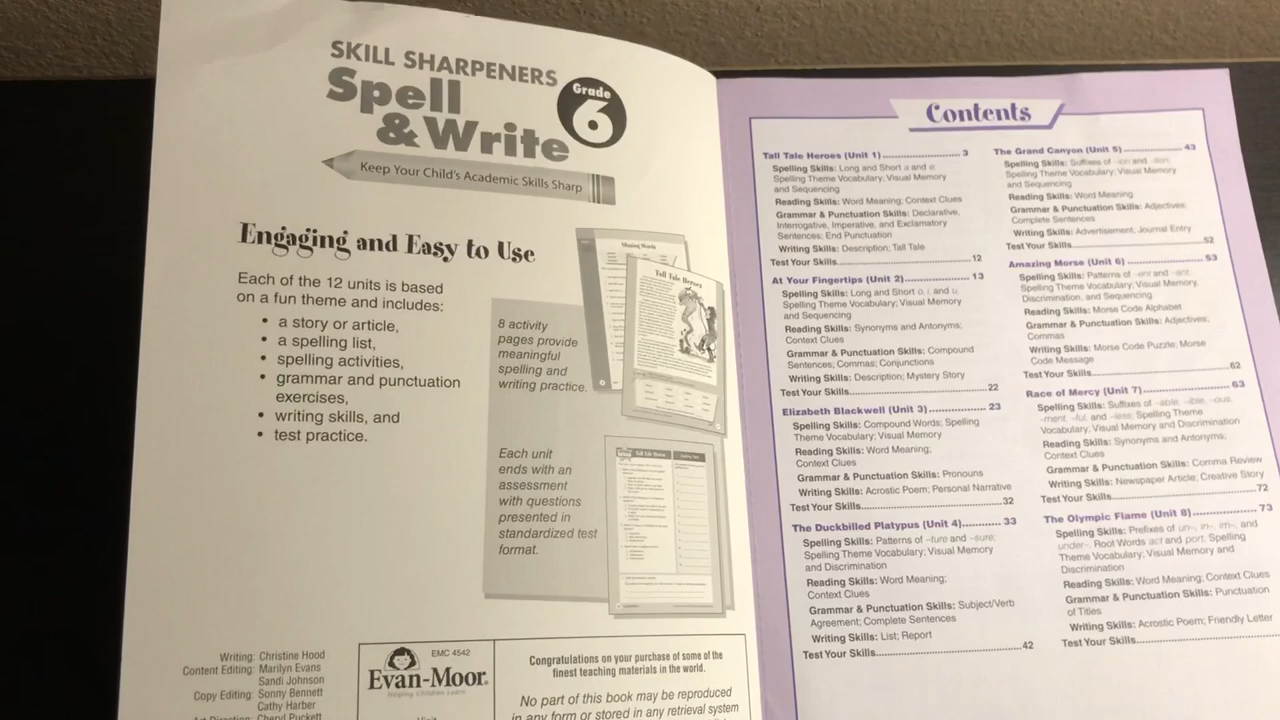 SKILL SHARPENERS
Spell
& Write
Grade
6
Keep Your Child's Academic Skills Sharp
Engaging and Easy to Use
Each of the 12 units is based
on a fun theme and includes:
• a story or article,
• a spelling list,
• spelling activities,
• grammar and punctuation
exercises,
• writing skills, and
• test practice.
8 activity
pages provide
meaningful
spelling and
writing practice.
Tall Tale Heroes
Each unit
ends with an
assessment
with questions
presented in
standardized test
format.
Tall Tale Heroes
Writing: Christine Hood
Content Editing: Marilyn Evans
Sandi Johnson
Copy Editing: Sonny Bennett
Cathy Harber
Art Direction: Cheryl Puckett
EMC 4542
Evan-Moor®
Helping Children Learn
Visit
Congratulations on your purchase of some of the
finest teaching materials in the world.
No part of this book may be reproduced
in any form or stored in any retrieval system
Contents
Tall Tale Heroes (Unit 1) 3
Spelling Skills: Long and Short a and e;
Spelling Theme Vocabulary; Visual Memory
and Sequencing
Reading Skills: Word Meaning; Context Clues
Grammar & Punctuation Skills: Declarative,
Interrogative, Imperative, and Exclamatory
Sentences; End Punctuation
Writing Skills: Description; Tall Tale
Test Your Skills 12
At Your Fingertips (Unit 2) 13
Spelling Skills: Long and Short o, i, and u;
Spelling Theme Vocabulary; Visual Memory
and Sequencing
Reading Skills: Synonyms and Antonyms;
Context Clues
Grammar & Punctuation Skills: Compound
Sentences; Commas; Conjunctions
Writing Skills: Description; Mystery Story
Test Your Skills 22
Elizabeth Blackwell (Unit 3) 23
Spelling Skills: Compound Words; Spelling
Theme Vocabulary; Visual Memory
Reading Skills: Word Meaning;
Context Clues
Grammar & Punctuation Skills: Pronouns
Writing Skills: Acrostic Poem; Personal Narrative
Test Your Skills 32
The Duckbilled Platypus (Unit 4) 33
Spelling Skills: Patterns of –ture and –sure;
Spelling Theme Vocabulary; Visual Memory
and Discrimination
Reading Skills: Word Meaning;
Context Clues
Grammar & Punctuation Skills: Subject/Verb
Agreement; Complete Sentences
Writing Skills: List; Report
Test Your Skills 42
The Grand Canyon (Unit 5) 43
Spelling Skills: Suffixes of –ion and
Spelling Theme Vocabulary; Visual Memory
and Sequencing
Reading Skills: Word Meaning
Grammar & Punctuation Skills: Adjectives;
Complete Sentences
Writing Skills: Advertisement; Journal Entry
Test Your Skills 52
Amazing Morse (Unit 6) 53
Spelling Skills: Patterns of –ent and –ant;
Spelling Theme Vocabulary; Visual Memory,
Discrimination, and Sequencing
Reading Skills: Morse Code Alphabet
Grammar & Punctuation Skills: Adjectives;
Commas
Writing Skills: Morse Code Puzzle; Morse
Code Message
Test Your Skills 62
Race of Mercy (Unit 7) 63
Spelling Skills: Suffixes of –able, –ible, –ous,
–ment, –ful, and –less; Spelling Theme
Vocabulary; Visual Memory and Discrimination
Reading Skills: Synonyms and Antonyms;
Context Clues
Grammar & Punctuation Skills: Comma Review
Writing Skills: Newspaper Article; Creative Story
Test Your Skills 72
The Olympic Flame (Unit 8) 73
Spelling Skills: Prefixes of un–, in–, im–, and
under–, Root Words act and port; Spelling
Theme Vocabulary; Visual Memory and
Discrimination
Reading Skills: Word Meaning; Context Clues
Grammar & Punctuation Skills: Punctuation
of Titles
Writing Skills: Acrostic Poem; Friendly Letter
Test Your Skills